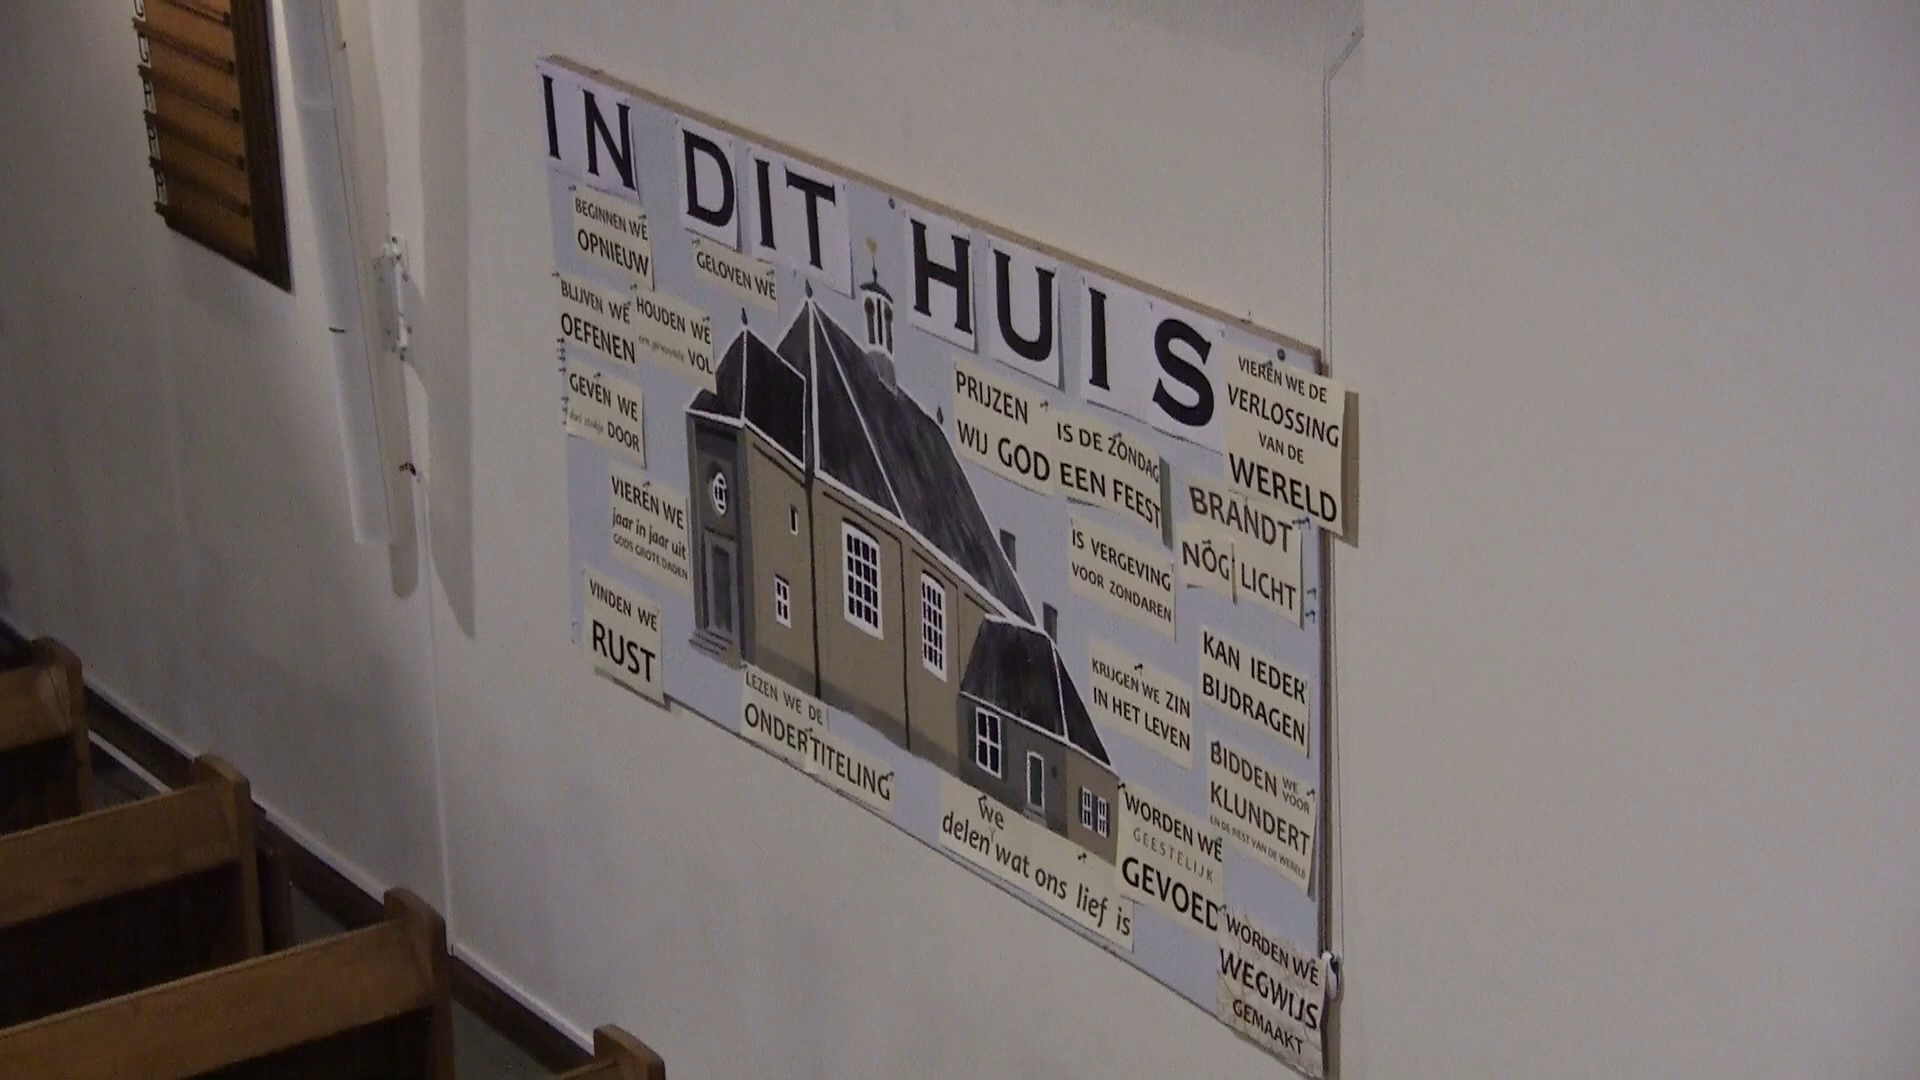 IN DIT HUIS
BEGINNEN WE
OPNIEUW
GELOVEN WE
BLIJVEN WE
OEFENEN
HOUDEN WE
VOL
GEVEN WE
DOOR
VIEREN WE
jaar in jaar uit
GODS GROTE DADEN
VINDEN WE
RUST
LEZEN WE DE
ONDERTITELING
we
delen wat ons lief is
PRIJZEN
WIJ GOD
IS DE ZONDAG
EEN FEEST
VIEREN WE DE
VERLOSSING
VAN DE
WERELD
BRANDT
NOG LICHT
IS VERGEVING
VOOR ZONDAREN
KAN IEDER
BIJDRAGEN
KRIJGEN WE ZIN
IN HET LEVEN
BIDDEN WE VOOR
KLUNDERT
EN DE REST VAN DE WERELD
WORDEN WE
GEESTELIJK
GEVOED
WORDEN WE
WEGWIJS
GEMAAKT